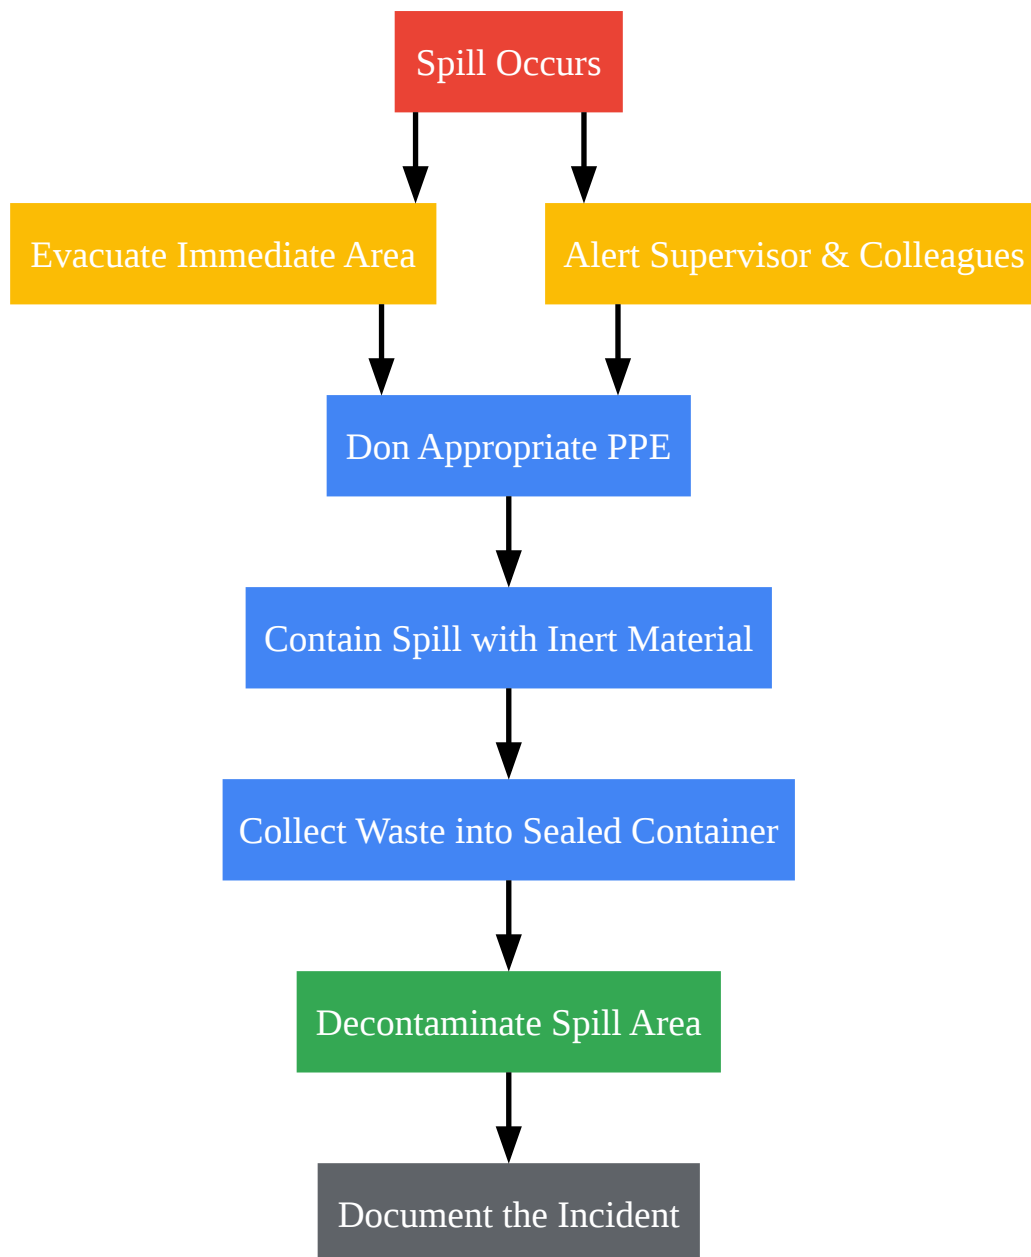 Spill Occurs
Evacuate Immediate Area
Alert Supervisor & Colleagues
Don Appropriate PPE
Contain Spill with Inert Material
Collect Waste into Sealed Container
Decontaminate Spill Area
Document the Incident